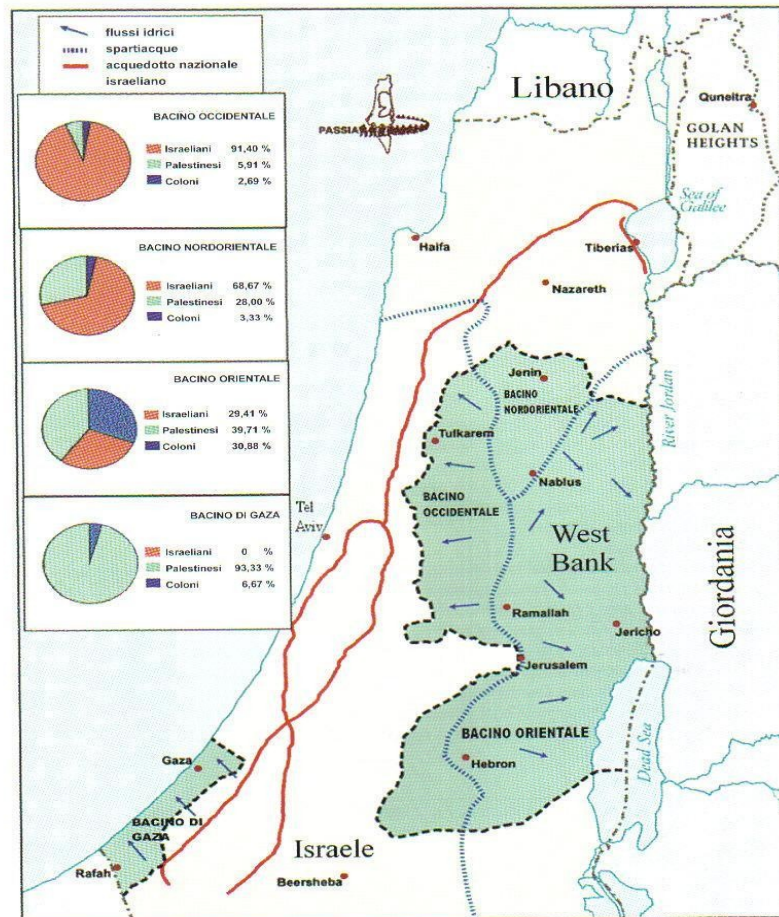 flussi idrici
spartiacque
acquedotto nazionale
israeliano
BACINO OCCIDENTALE
Israeliani 91,40 %
Palestinesi 5,91 %
Coloni 2,69 %
BACINO NORDORIENTALE
Israeliani 68,67 %
Palestinesi 28,00 %
Coloni 3,33 %
BACINO ORIENTALE
Israeliani 29,41 %
Palestinesi 39,71 %
Coloni 30,88 %
BACINO DI GAZA
Israeliani 0 %
Palestinesi 93,33 %
Coloni 6,67 %
PASSIA
Libano
Quneitra
GOLAN
HEIGHTS
Sea of
Galilee
Haifa
Tiberias
Nazareth
Jenin
BACINO
NORDORIENTALE
River Jordan
Tulkarem
Nablus
BACINO
OCCIDENTALE
Tel
Aviv
West
Bank
Giordania
Ramallah
Jericho
Jerusalem
BACINO ORIENTALE
Hebron
Dead Sea
Gaza
BACINO DI
GAZA
Rafah
Israele
Beersheba